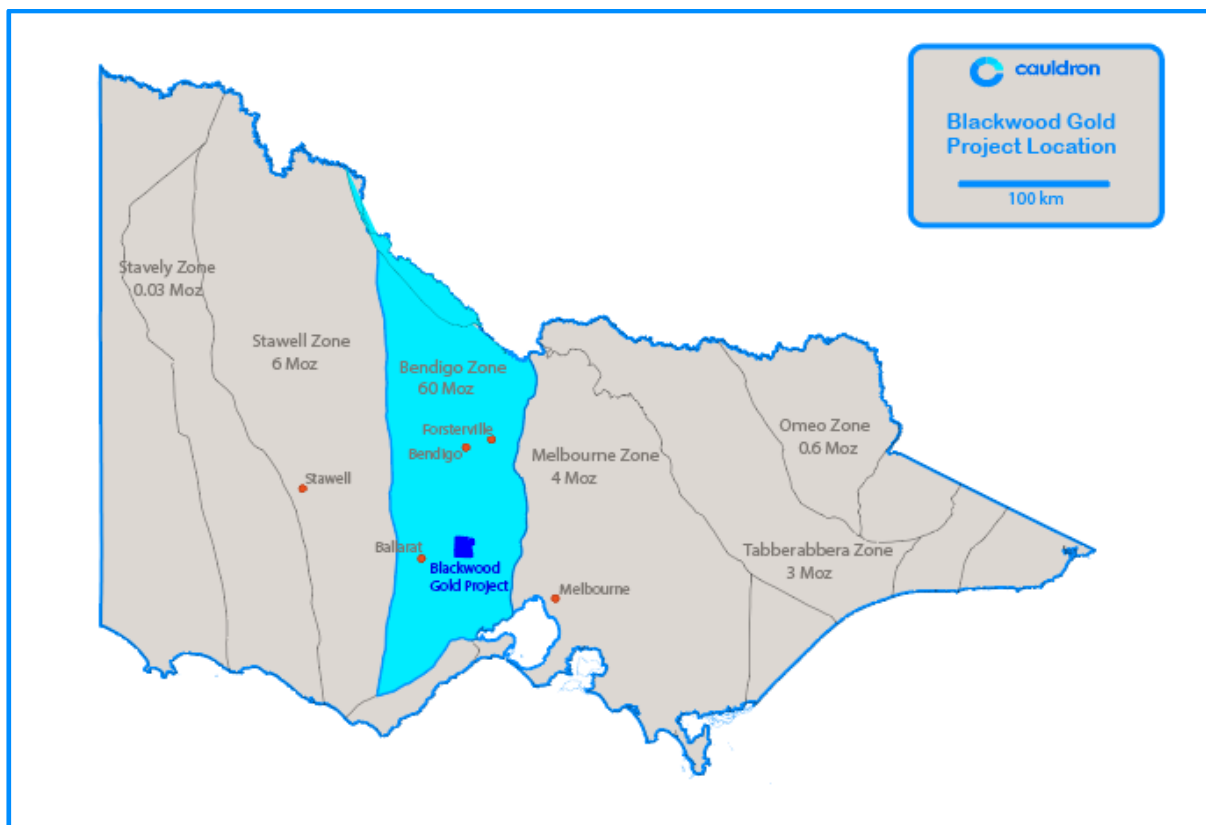 cauldron
Blackwood Gold
Project Location
100 km
Stavely Zone
0.03 Moz
Stawell Zone
6 Moz
Bendigo Zone
60 Moz
Forsterville
Bendigo
Stawell
Ballarat
Blackwood
Gold Project
Melbourne Zone
4 Moz
Melbourne
Omeo Zone
0.6 Moz
Tabberabbera Zone
3 Moz